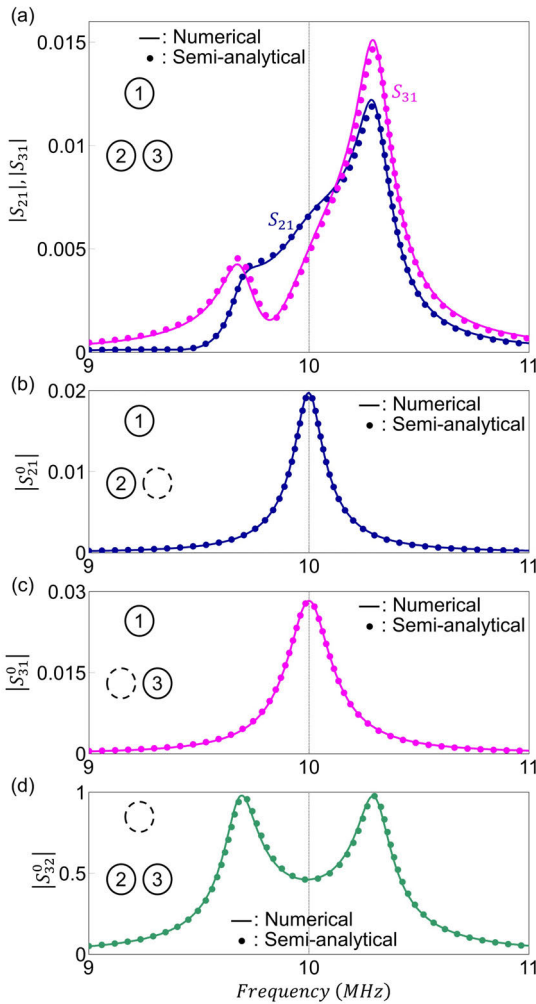 (a)
0.015
0.01
0.005
0
|S21|, |S31|
—: Numerical
•: Semi-analytical
1
2 3
S31
S21
9 10 11
(b)
0.02
0.01
0
|S⁰21|
—: Numerical
•: Semi-analytical
1
2
9 10 11
(c)
0.03
0.015
0
|S⁰31|
—: Numerical
•: Semi-analytical
1
3
9 10 11
(d)
1
0.5
0
|S⁰32|
2 3
—: Numerical
•: Semi-analytical
9 10 11
Frequency (MHz)